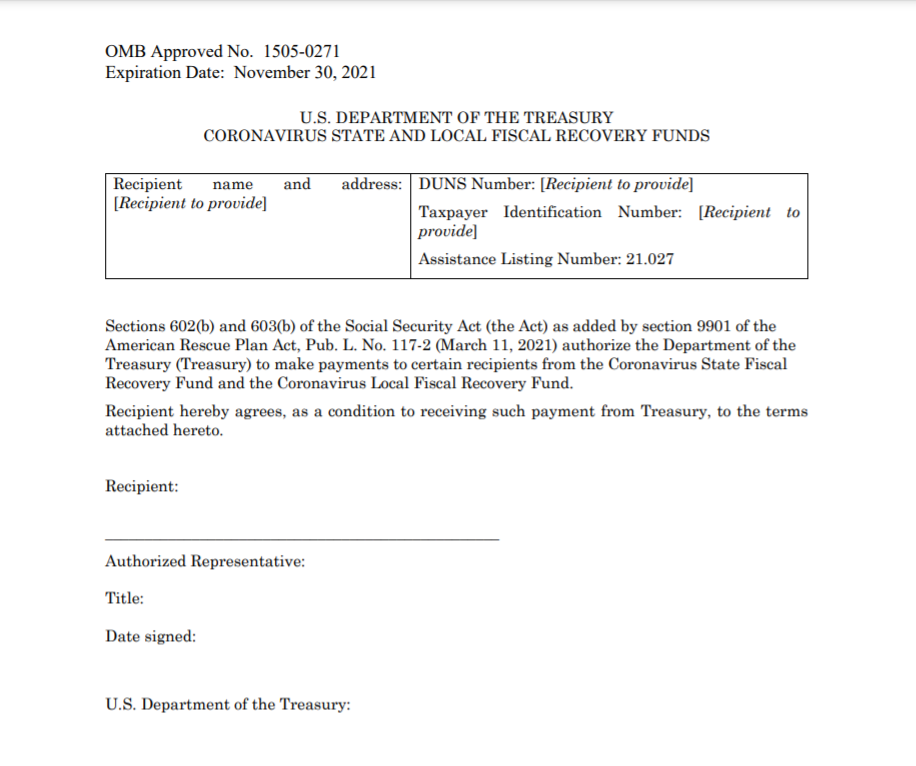 OMB Approved No. 1505-0271
Expiration Date: November 30, 2021
U.S. DEPARTMENT OF THE TREASURY
CORONAVIRUS STATE AND LOCAL FISCAL RECOVERY FUNDS
Recipient name and address:
[Recipient to provide]
DUNS Number: [Recipient to provide]
Taxpayer Identification Number: [Recipient to
provide]
Assistance Listing Number: 21.027
Sections 602(b) and 603(b) of the Social Security Act (the Act) as added by section 9901 of the
American Rescue Plan Act, Pub. L. No. 117-2 (March 11, 2021) authorize the Department of the
Treasury (Treasury) to make payments to certain recipients from the Coronavirus State Fiscal
Recovery Fund and the Coronavirus Local Fiscal Recovery Fund.
Recipient hereby agrees, as a condition to receiving such payment from Treasury, to the terms
attached hereto.
Recipient:
Authorized Representative:
Title:
Date signed:
U.S. Department of the Treasury: